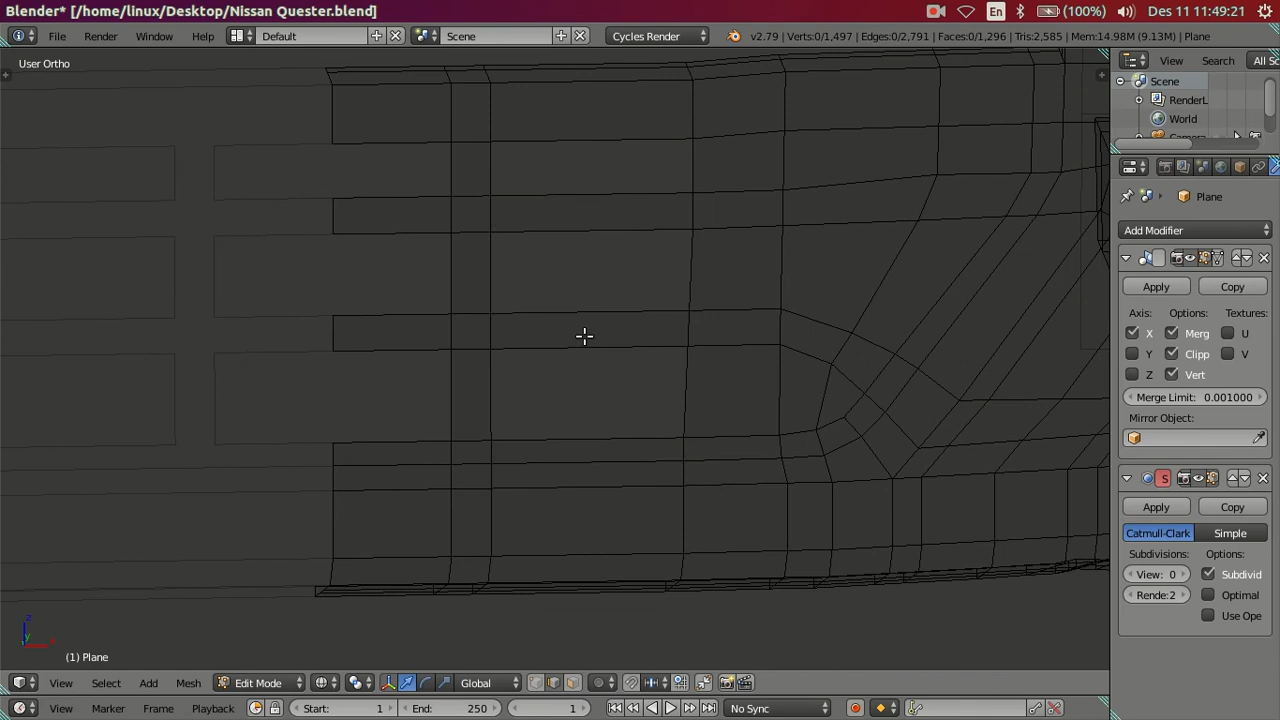 Blender* [/home/linux/Desktop/Nissan Quester.blend]
En
(100%)
Des 11 11:49:21
File
Render
Window
Help
Default
Scene
Cycles Render
v2.79 | Verts:0/1,497 | Edges:0/2,791 | Faces:0/1,296 | Tris:2,585 | Mem:14.98M (9.13M) | Plane
User Ortho
View
Search
All Sc
Scene
RenderL
World
Camera
Plane
Add Modifier
Apply
Copy
Axis:
Options:
Textures:
X
Merg
U
Y
Clipp
V
Z
Vert
Merge Limit: 0.001000
Mirror Object:
S
Apply
Copy
Catmull-Clark
Simple
Subdivisions:
Options:
View: 0
Subdivid
Rende:2
Optimal
Use Ope
z
y
x
(1) Plane
View
Select
Add
Mesh
Edit Mode
Global
View
Marker
Frame
Playback
Start: 1
End: 250
1
No Sync